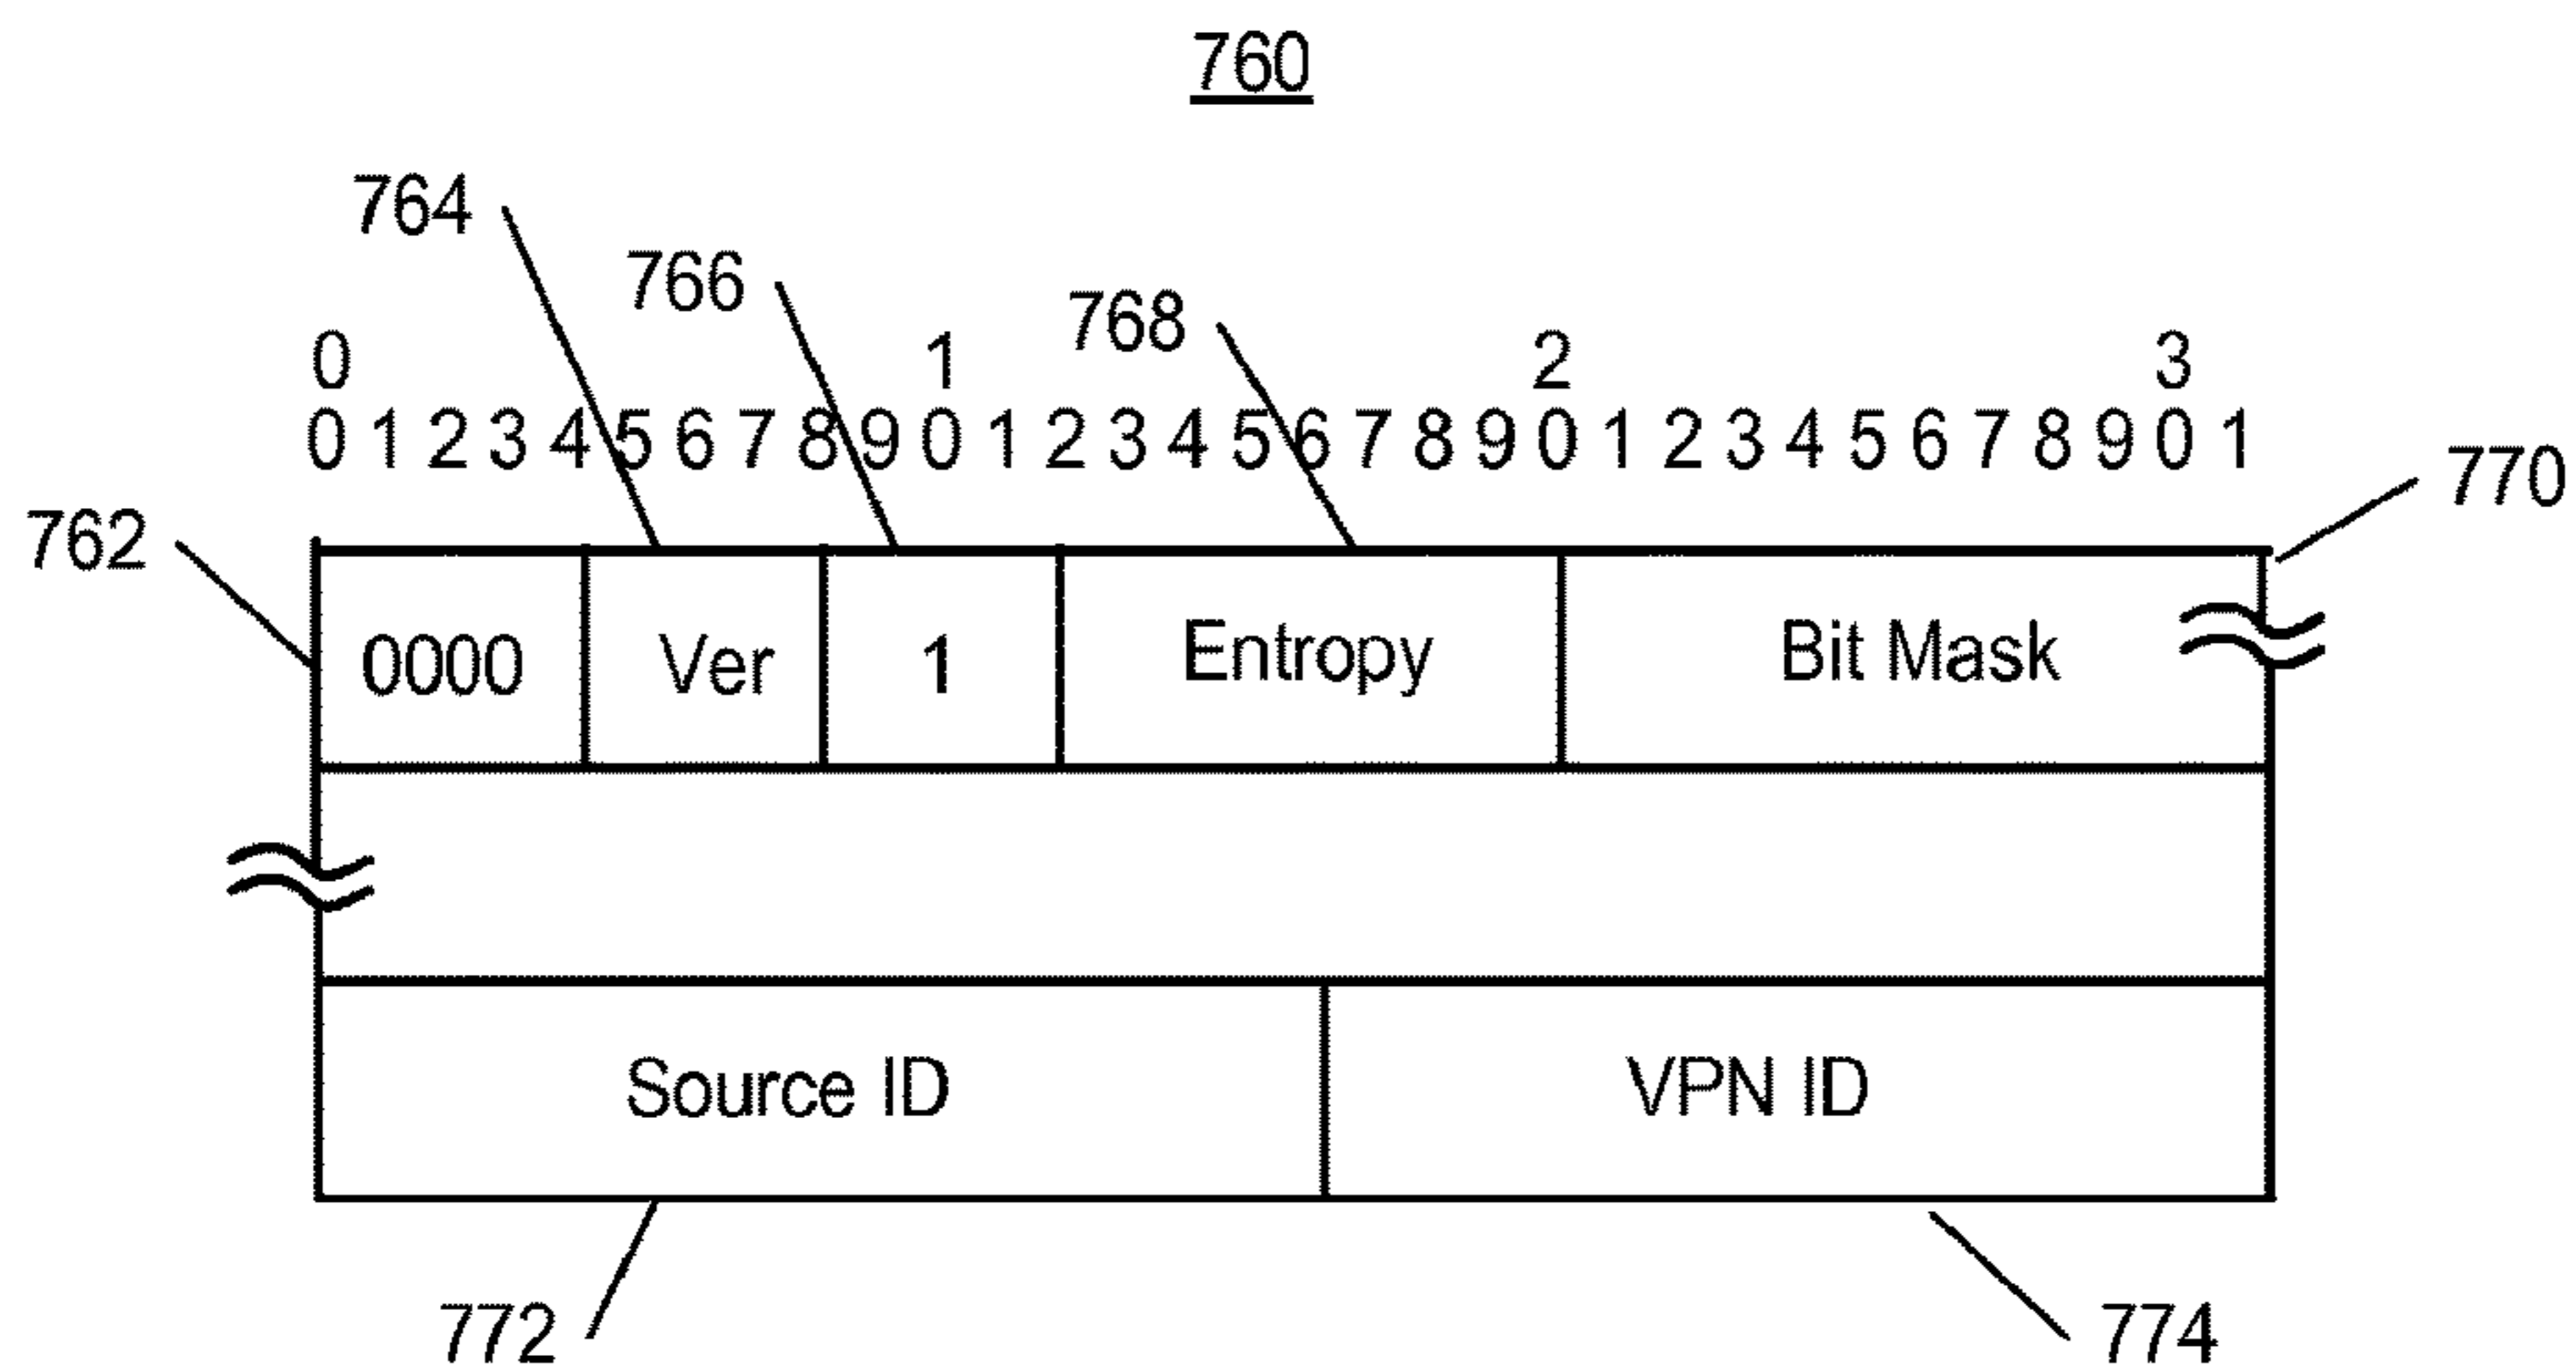 760
764
766
768
0 1 2 3
0 1 2 3 4 5 6 7 8 9 0 1 2 3 4 5 6 7 8 9 0 1 2 3 4 5 6 7 8 9 0 1
770
762
0000 Ver 1 Entropy Bit Mask
Source ID VPN ID
772 774